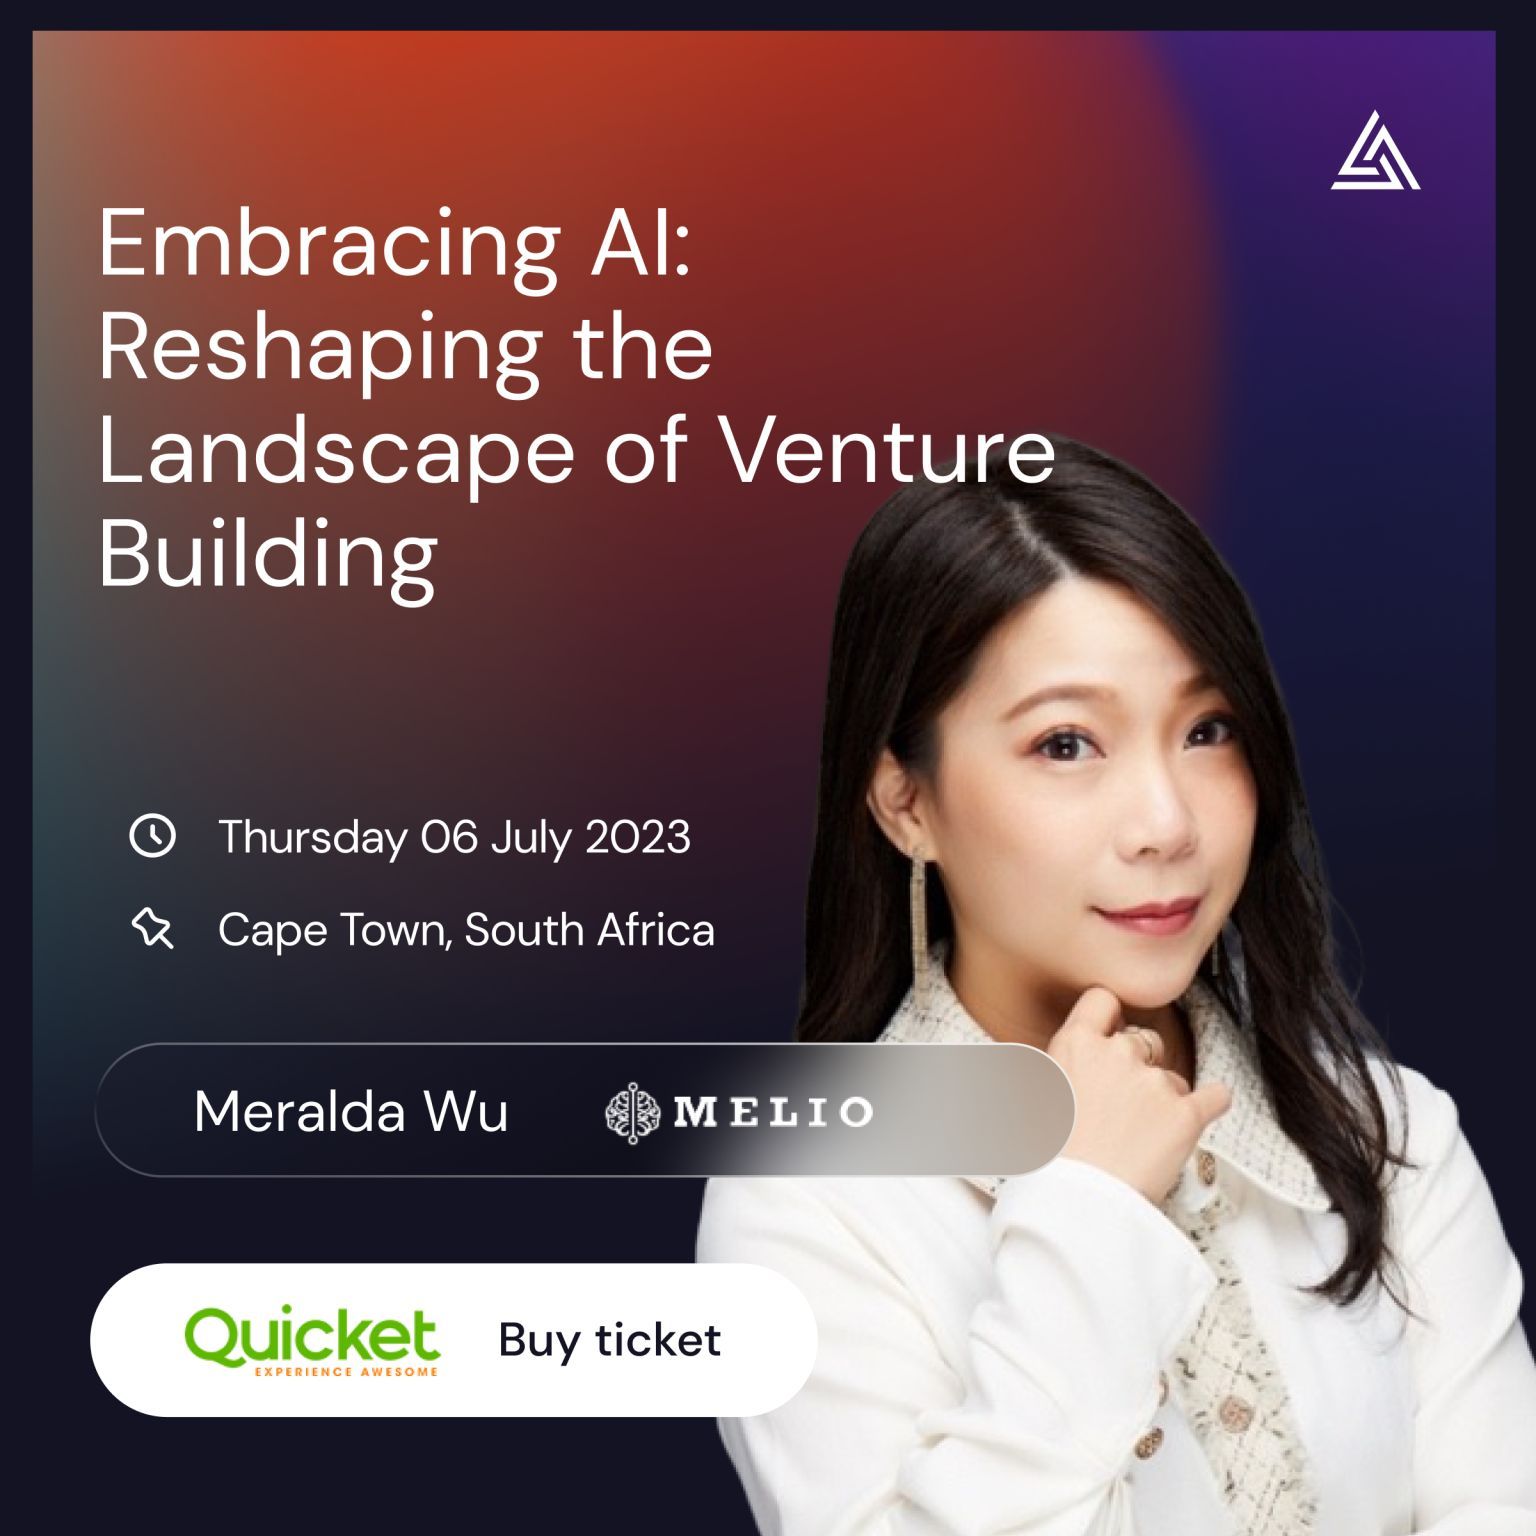 Embracing AI:
Reshaping the
Landscape of Venture
Building
Thursday 06 July 2023
Cape Town, South Africa
Meralda Wu
MELIO
Quicket
EXPERIENCE AWESOME
Buy ticket